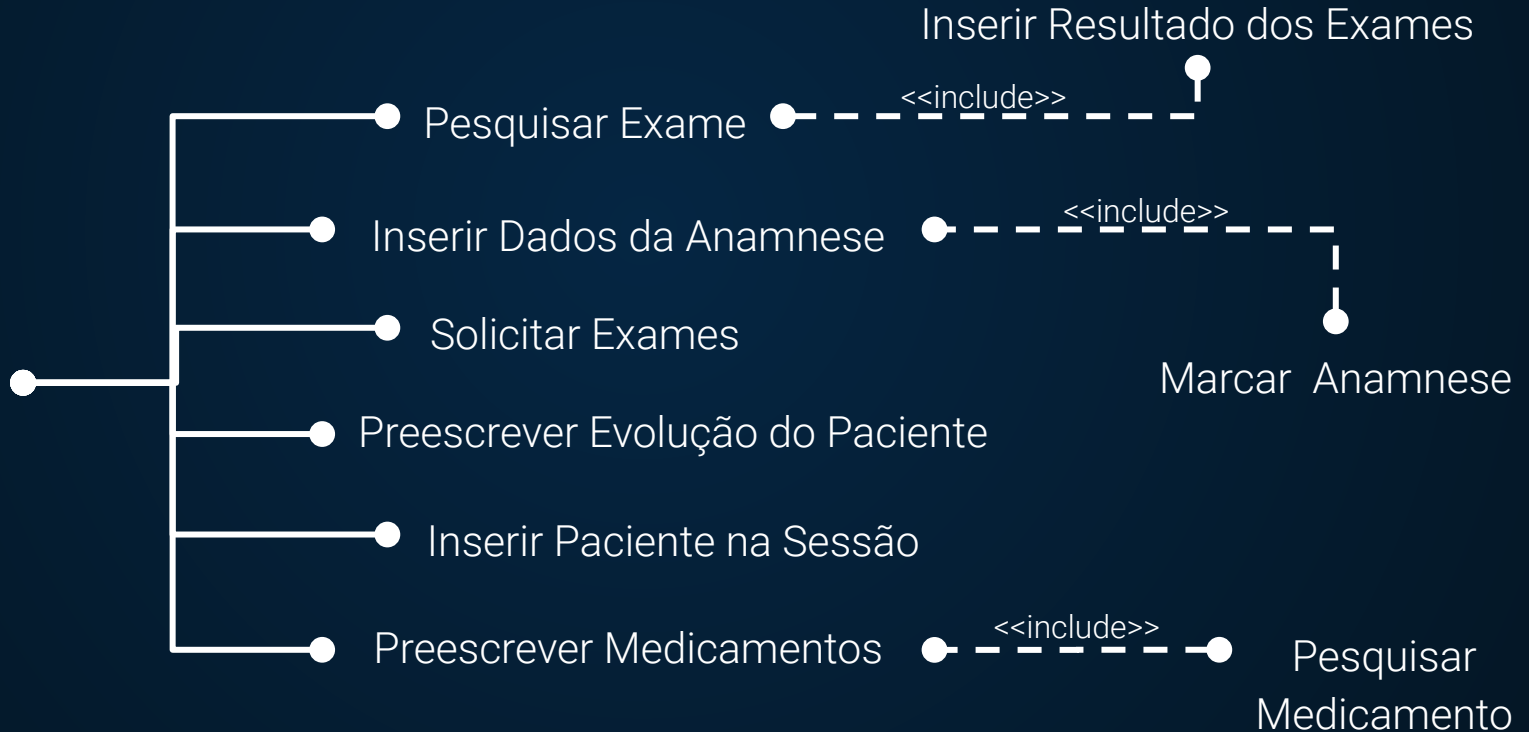 Inserir Resultado dos Exames
<<include>>
Pesquisar Exame
<<include>>
Inserir Dados da Anamnese
Solicitar Exames
Marcar Anamnese
Preescrever Evolução do Paciente
Inserir Paciente na Sessão
<<include>>
Preescrever Medicamentos
Pesquisar
Medicamento